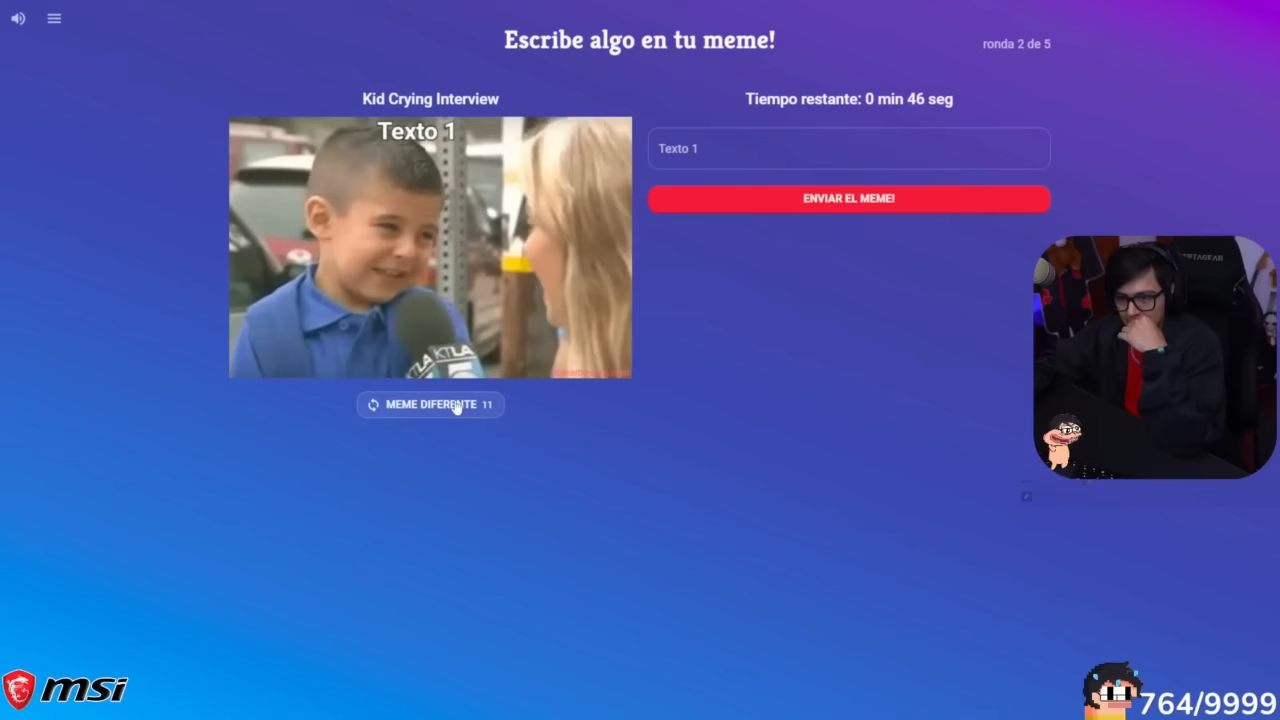 Escribe algo en tu meme!
ronda 2 de 5
Kid Crying Interview
Tiempo restante: 0 min 46 seg
Texto 1
Texto 1
ENVIAR EL MEME!
KTLA
5
MEME DIFERENTE 11
msi
764/9999